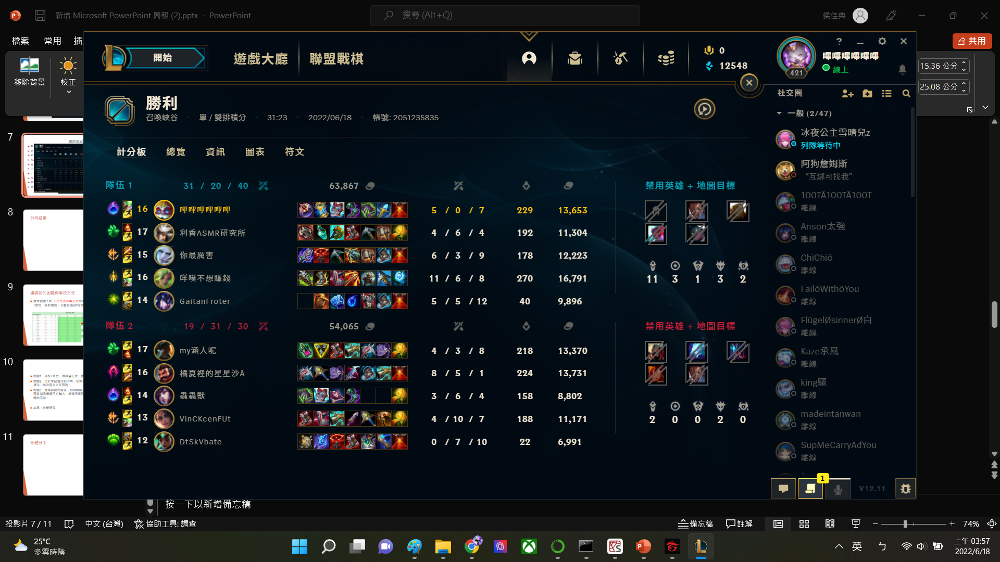 新增 Microsoft PowerPoint 簡報 (2).pptx - PowerPoint
搜尋 (Alt+Q)
侯佳典
檔案 常用 插
共用
移除背景
校正
15.36 公分
25.08 公分
開始
遊戲大廳
聯盟戰棋
0
12548
421
嗶嗶嗶嗶嗶嗶
線上
勝利
召喚峽谷 · 單 / 雙排積分 · 31:23 · 2022/06/18 · 帳號: 2051235835
計分板 總覽 資訊 圖表 符文
隊伍 1 31 / 20 / 40 63,867
禁用英雄 + 地圖目標
16 嗶嗶嗶嗶嗶嗶 5 / 0 / 7 229 13,653
17 利香ASMR研究所 4 / 6 / 4 192 11,304
15 你最厲害 6 / 3 / 9 178 12,223
16 咩噗不想賺錢 11 / 6 / 8 270 16,791
14 GaitanFroter 5 / 5 / 12 40 9,896
11 3 1 3 2
隊伍 2 19 / 31 / 30 54,065
禁用英雄 + 地圖目標
17 my涵人呢 4 / 3 / 8 218 13,370
16 橘夏裡的星星沙Ā 8 / 5 / 1 224 13,731
14 蟲蟲獸 3 / 6 / 4 158 8,802
13 VinCKcenFUt 4 / 10 / 7 188 11,171
12 DtSkVbate 0 / 7 / 10 22 6,991
2 0 0 2 0
社交圈
一般 (2/47)
冰夜公主雪晴兒z
列隊等待中
阿狗詹姆斯
“互綁可找我”
100TÃ100TÃ100T
離線
Anson太強
離線
ChiChiö
離線
FailöWithöYou
離線
FlügelØsinnerØ白
離線
Kaze承風
離線
king驅
離線
madeintanwan
離線
SupMeCarryAdYou
離線
1
V12.11
7
實際測試
8
分析結果
9
遭遇到的困難與解決方式
10
11
任務分工
按一下以新增備忘稿
投影片 7 / 11
中文 (台灣)
協助工具: 調查
備忘稿
註解
74%
25°C
多雲時陰
英
上午 03:57
2022/6/18